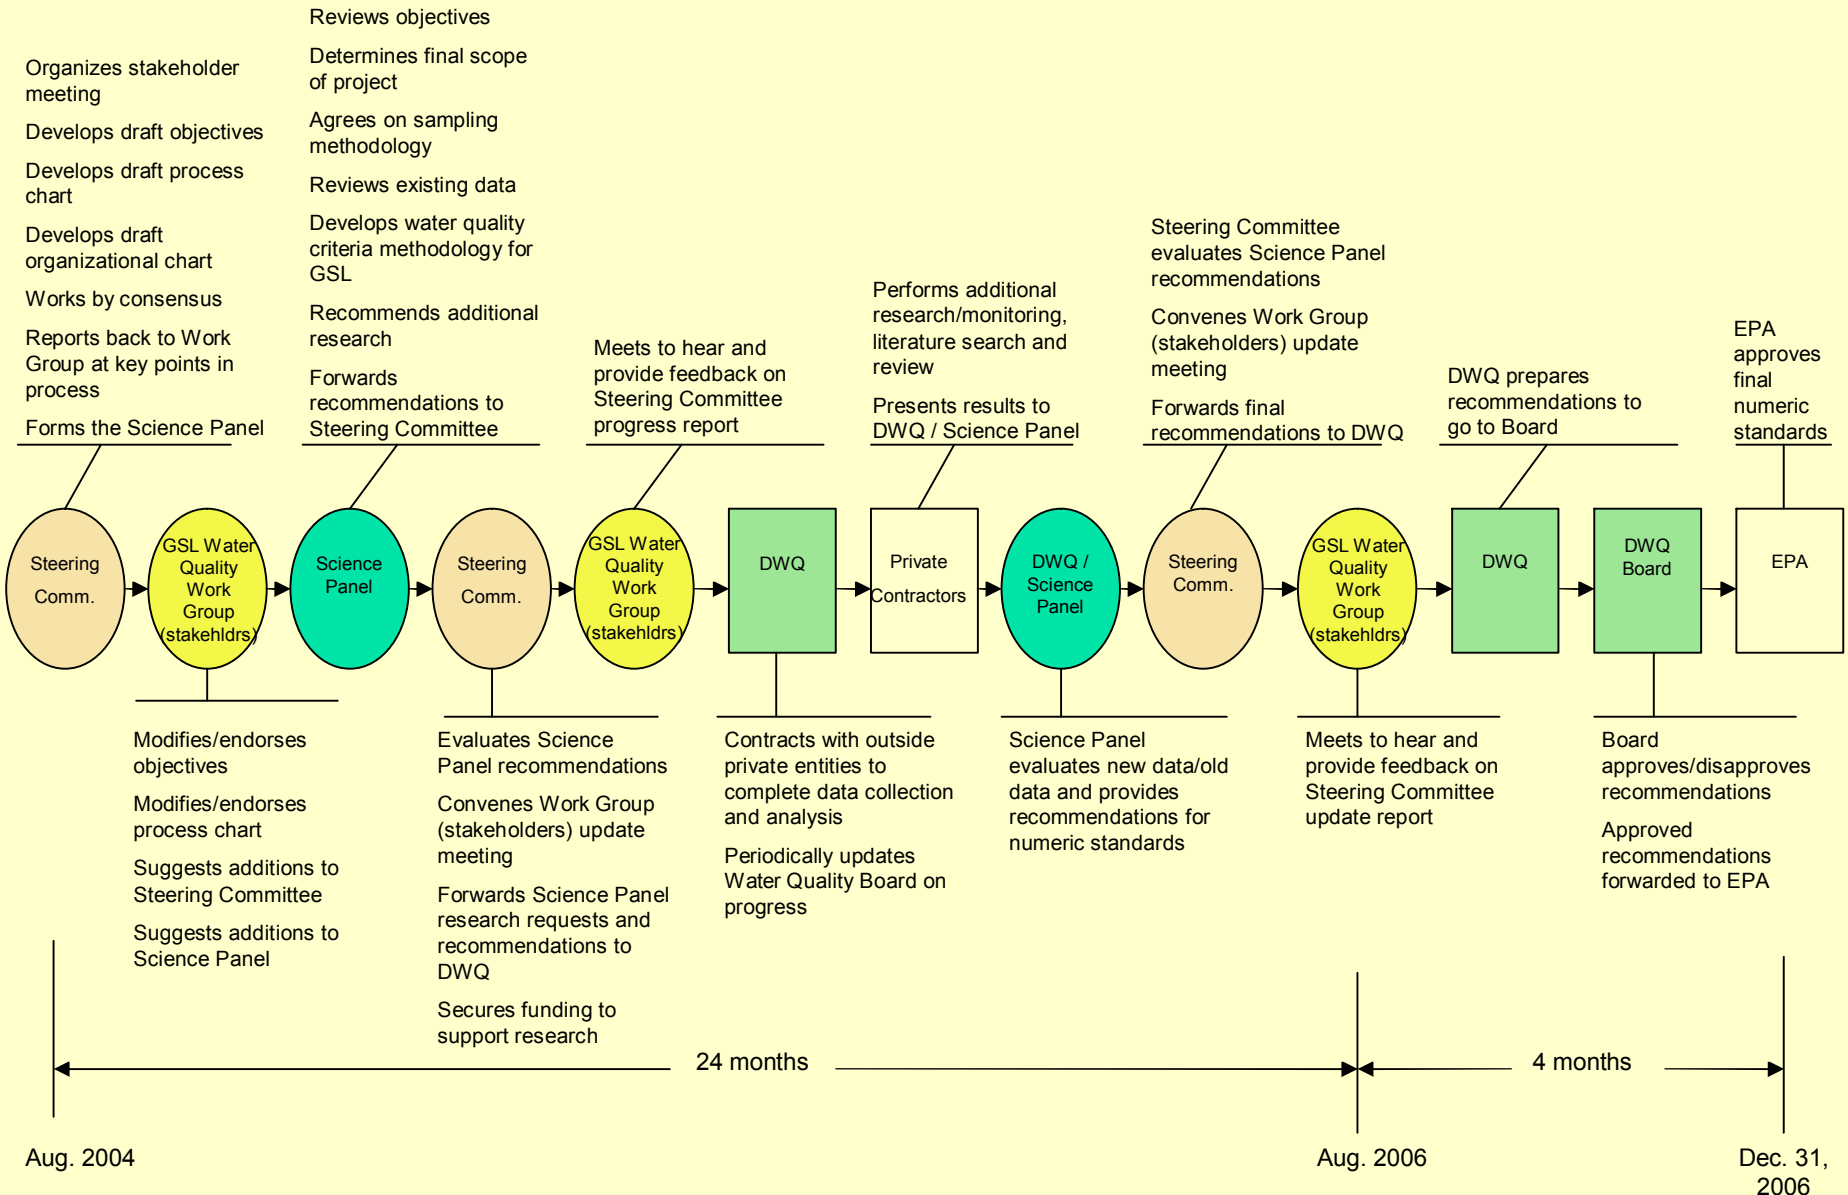 Organizes stakeholder
meeting
Develops draft objectives
Develops draft process
chart
Develops draft
organizational chart
Works by consensus
Reports back to Work
Group at key points in
process
Forms the Science Panel
Reviews objectives
Determines final scope
of project
Agrees on sampling
methodology
Reviews existing data
Develops water quality
criteria methodology for
GSL
Recommends additional
research
Forwards
recommendations to
Steering Committee
Meets to hear and
provide feedback on
Steering Committee
progress report
Performs additional
research/monitoring,
literature search and
review
Presents results to
DWQ / Science Panel
Steering Committee
evaluates Science Panel
recommendations
Convenes Work Group
(stakeholders) update
meeting
Forwards final
recommendations to DWQ
DWQ prepares
recommendations to
go to Board
EPA
approves
final
numeric
standards
Steering
Comm.
GSL Water
Quality
Work
Group
(stakehldrs)
Science
Panel
Steering
Comm.
GSL Water
Quality
Work
Group
(stakehldrs)
DWQ
Private
Contractors
DWQ /
Science
Panel
Steering
Comm.
GSL Water
Quality
Work
Group
(stakehldrs)
DWQ
DWQ
Board
EPA
Modifies/endorses
objectives
Modifies/endorses
process chart
Suggests additions to
Steering Committee
Suggests additions to
Science Panel
Evaluates Science
Panel recommendations
Convenes Work Group
(stakeholders) update
meeting
Forwards Science Panel
research requests and
recommendations to
DWQ
Secures funding to
support research
Contracts with outside
private entities to
complete data collection
and analysis
Periodically updates
Water Quality Board on
progress
Science Panel
evaluates new data/old
data and provides
recommendations for
numeric standards
Meets to hear and
provide feedback on
Steering Committee
update report
Board
approves/disapproves
recommendations
Approved
recommendations
forwarded to EPA
24 months
4 months
Aug. 2004
Aug. 2006
Dec. 31,
2006